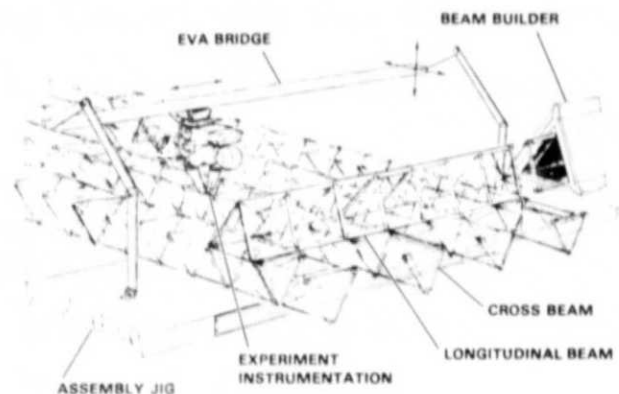 BEAM BUILDER
EVA BRIDGE
CROSS BEAM
LONGITUDINAL BEAM
EXPERIMENT
INSTRUMENTATION
ASSEMBLY JIG